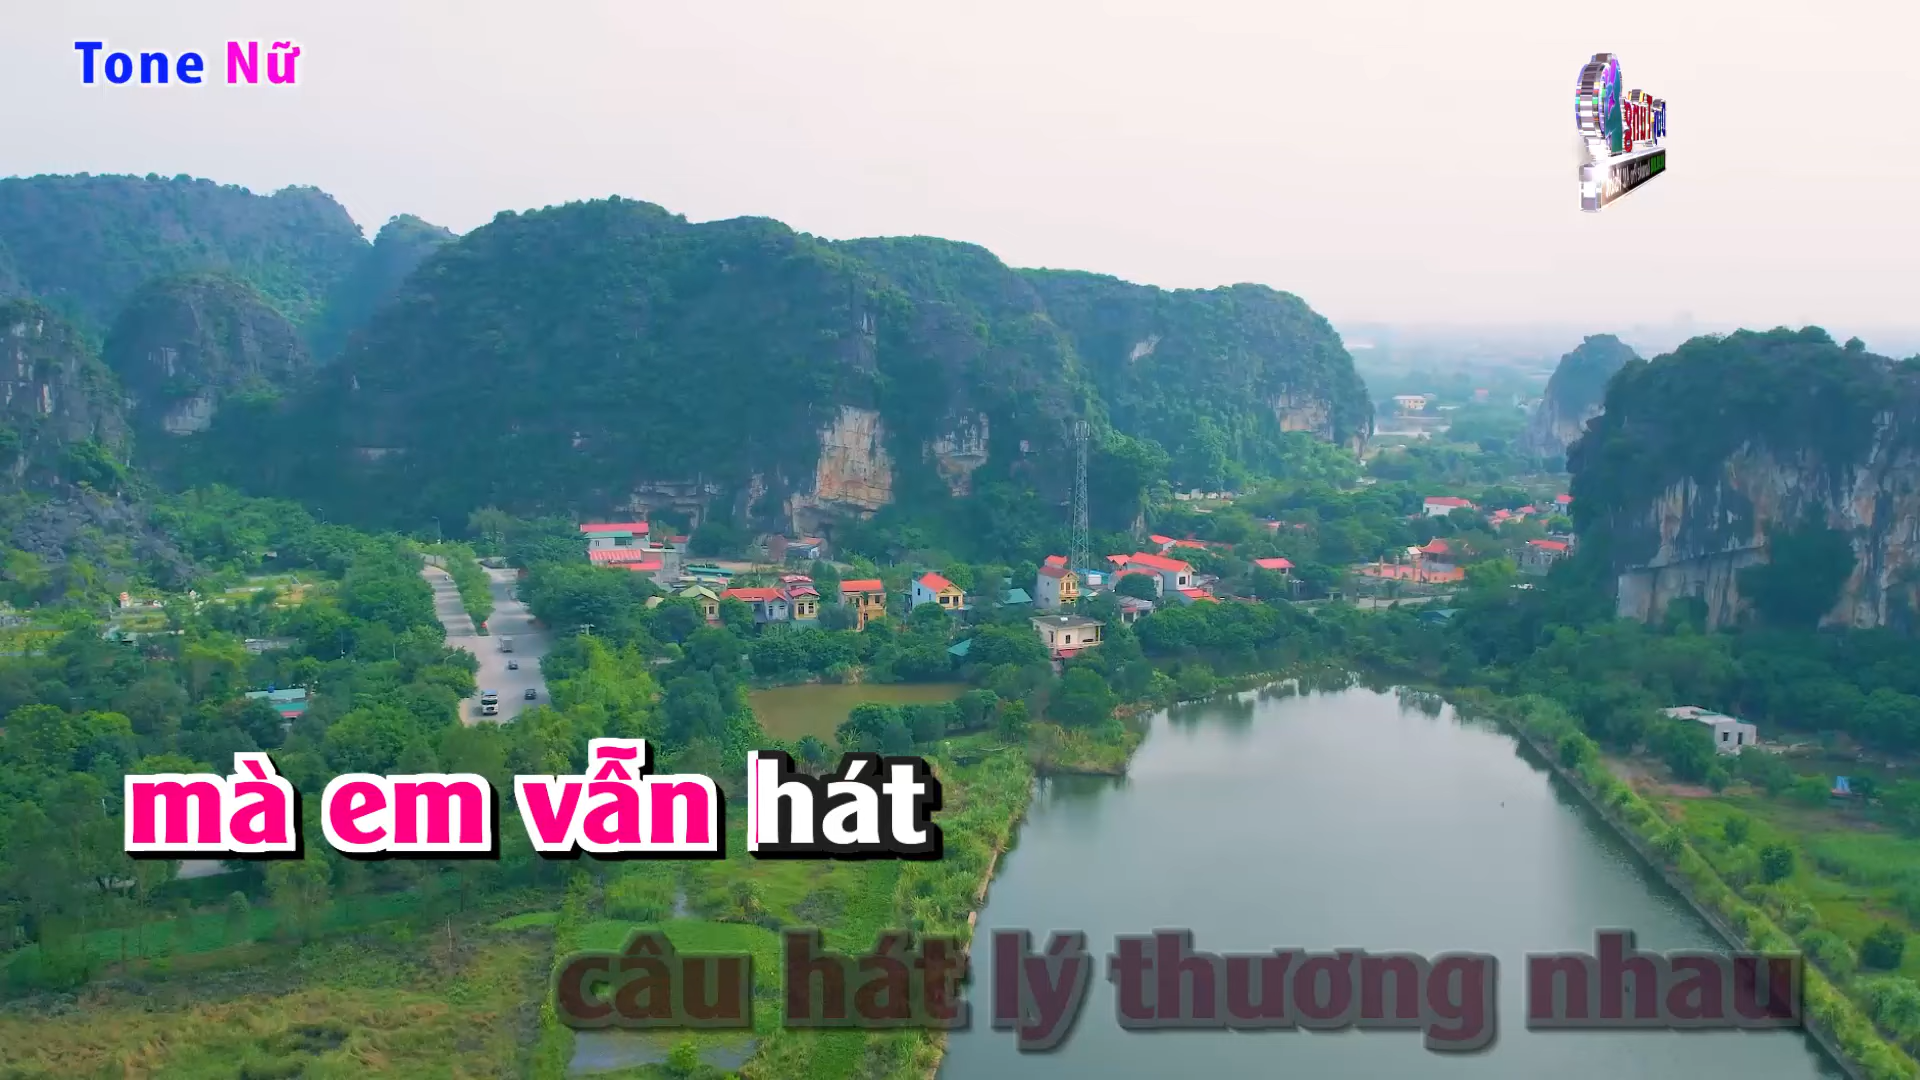 Tone Nữ
mà em vẫn hát
câu hát lý thương nhau